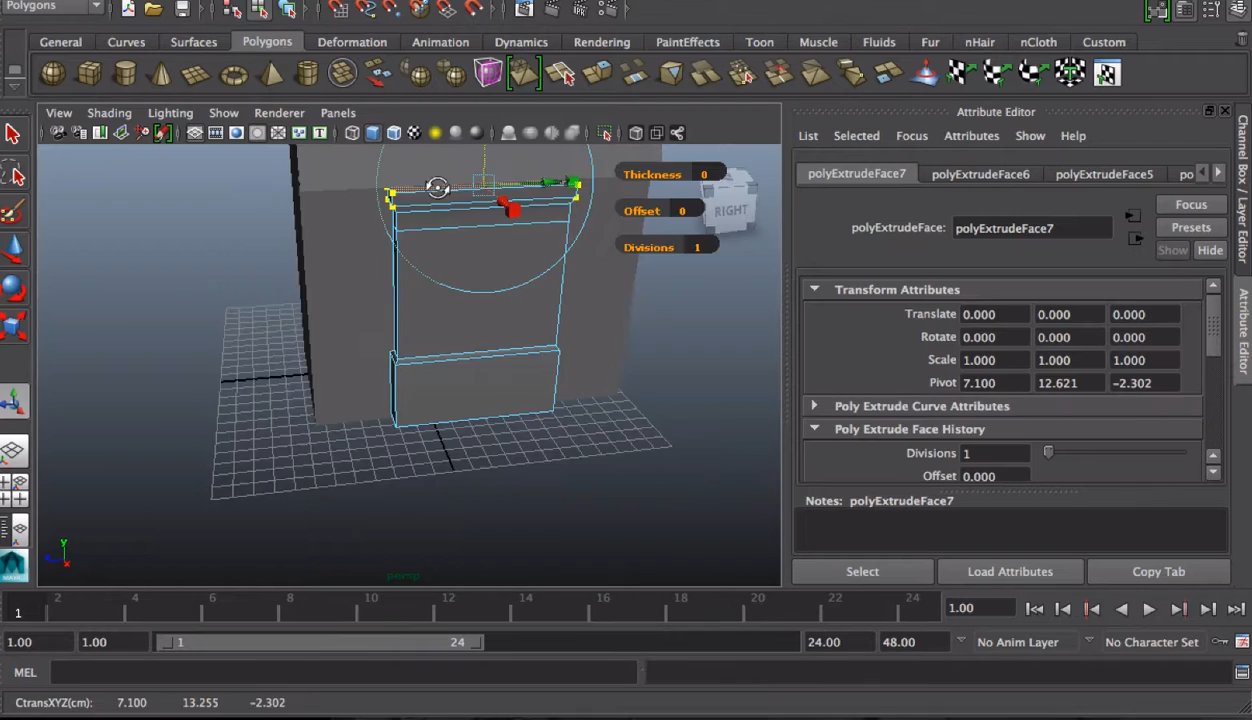 Polygons
General Curves Surfaces Polygons Deformation Animation Dynamics Rendering PaintEffects Toon Muscle Fluids Fur nHair nCloth Custom
View Shading Lighting Show Renderer Panels
Thickness 0
Offset 0
Divisions 1
RIGHT
Y
persp
Attribute Editor
List Selected Focus Attributes Show Help
polyExtrudeFace7 polyExtrudeFace6 polyExtrudeFace5 po
Focus
polyExtrudeFace: polyExtrudeFace7
Presets
Show Hide
Transform Attributes
Translate 0.000 0.000 0.000
Rotate 0.000 0.000 0.000
Scale 1.000 1.000 1.000
Pivot 7.100 12.621 -2.302
Poly Extrude Curve Attributes
Poly Extrude Face History
Divisions 1
Offset 0.000
Notes: polyExtrudeFace7
Select Load Attributes Copy Tab
Channel Box / Layer Editor
Attribute Editor
1 2 4 6 8 10 12 14 16 18 20 22 24 1.00
1.00 1.00 1 24 24.00 48.00 No Anim Layer No Character Set
MEL
CtransXYZ(cm): 7.100 13.255 -2.302